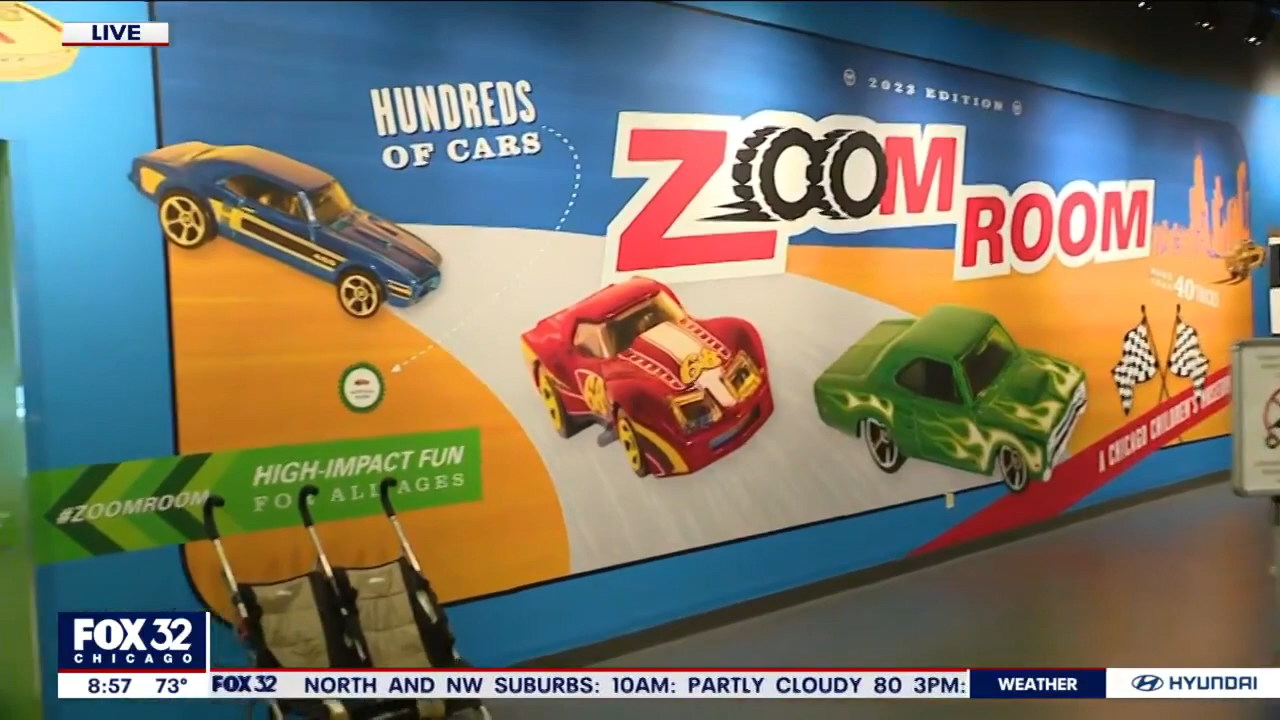 LIVE
HUNDREDS
OF CARS
2023 EDITION
ZOOM
ROOM
40
HIGH-IMPACT FUN
FOR ALL AGES
#ZOOMROOM
A CHICAGO CHILDREN'S
68
FOX 32
CHICAGO
8:57 73°
FOX 32 NORTH AND NW SUBURBS: 10AM: PARTLY CLOUDY 80 3PM:
WEATHER
HYUNDAI